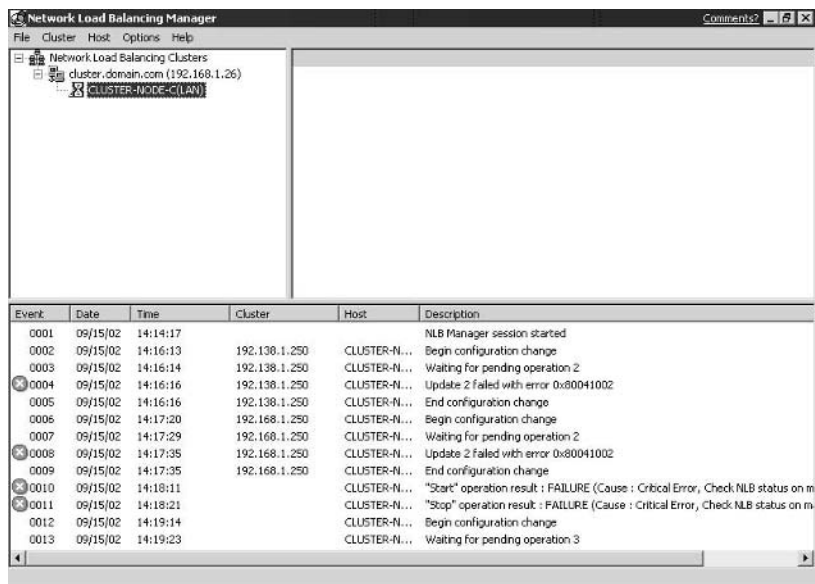 Network Load Balancing Manager Comments?
File Cluster Host Options Help
Network Load Balancing Clusters
cluster.domain.com (192.168.1.26)
CLUSTER-NODE-C(LAN)
Event Date Time Cluster Host Description
0001 09/15/02 14:14:17 NLB Manager session started
0002 09/15/02 14:16:13 192.138.1.250 CLUSTER-N... Begin configuration change
0003 09/15/02 14:16:14 192.138.1.250 CLUSTER-N... Waiting for pending operation 2
0004 09/15/02 14:16:16 192.138.1.250 CLUSTER-N... Update 2 failed with error 0x80041002
0005 09/15/02 14:16:16 192.138.1.250 CLUSTER-N... End configuration change
0006 09/15/02 14:17:20 192.168.1.250 CLUSTER-N... Begin configuration change
0007 09/15/02 14:17:29 192.168.1.250 CLUSTER-N... Waiting for pending operation 2
0008 09/15/02 14:17:35 192.168.1.250 CLUSTER-N... Update 2 failed with error 0x80041002
0009 09/15/02 14:17:35 192.168.1.250 CLUSTER-N... End configuration change
0010 09/15/02 14:18:11 CLUSTER-N... "Start" operation result : FAILURE (Cause : Critical Error, Check NLB status on m
0011 09/15/02 14:18:21 CLUSTER-N... "Stop" operation result : FAILURE (Cause : Critical Error, Check NLB status on m
0012 09/15/02 14:19:14 CLUSTER-N... Begin configuration change
0013 09/15/02 14:19:23 CLUSTER-N... Waiting for pending operation 3